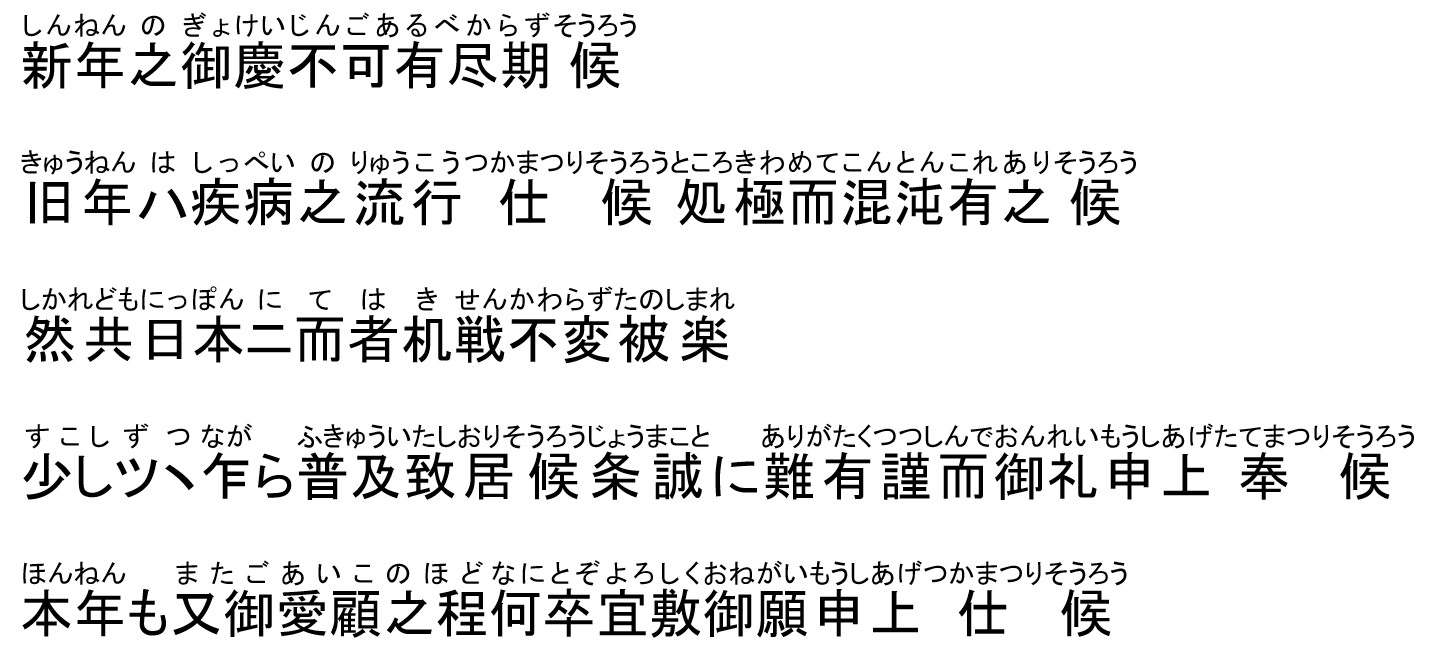 しんねん の ぎょけいじんごあるべからずそうろう
新年之御慶不可有尽期候
きゅうねん は しっぺい の りゅうこうつかまつりそうろうところきわめてこんとんこれありそうろう
旧年ハ疾病之流行仕候処極而混沌有之候
しかれどもにっぽん に て は き せんかわらずたのしまれ
然共日本ニ而者机戦不変被楽
すこし ず つ なが ふきゅういたしおりそうろうじょうまこと ありがたくつつしんでおんれいもうしあげたてまつりそうろう
少しツヽ乍ら普及致居候条誠に難有謹而御礼申上奉候
ほんねん また ご あい こ の ほど なにとぞよろしくおねがいもうしあげつかまつりそうろう
本年も又御愛顧之程何卒宜敷御願申上仕候